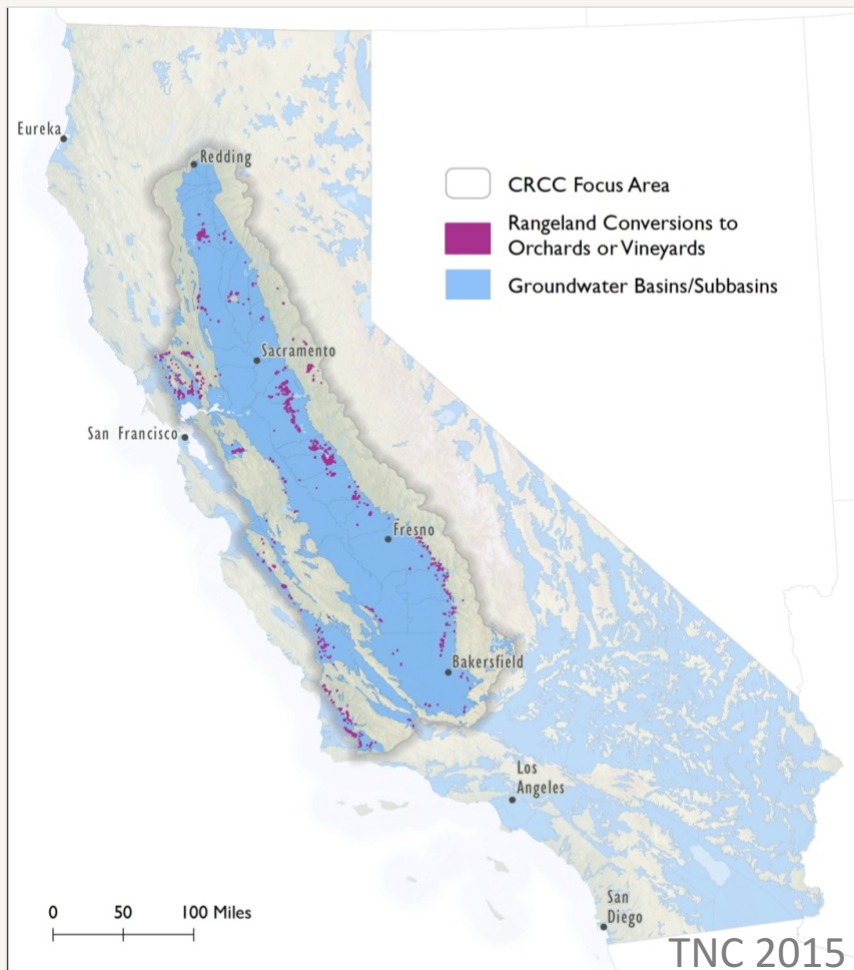 Eureka
Redding
CRCC Focus Area
Rangeland Conversions to
Orchards or Vineyards
Groundwater Basins/Subbasins
Sacramento
San Francisco
Fresno
Bakersfield
Los
Angeles
San
Diego
0 50 100 Miles
TNC 2015